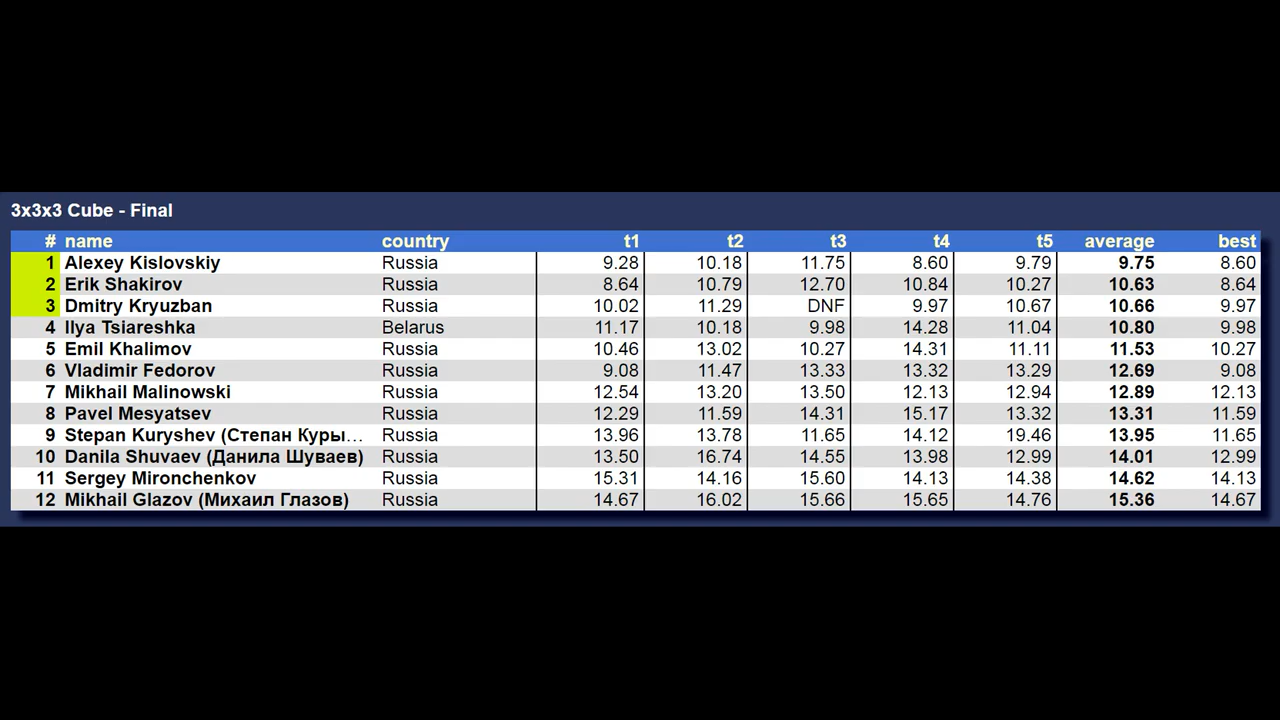 3x3x3 Cube - Final
# name country t1 t2 t3 t4 t5 average best
1 Alexey Kislovskiy Russia 9.28 10.18 11.75 8.60 9.79 9.75 8.60
2 Erik Shakirov Russia 8.64 10.79 12.70 10.84 10.27 10.63 8.64
3 Dmitry Kryuzban Russia 10.02 11.29 DNF 9.97 10.67 10.66 9.97
4 Ilya Tsiareshka Belarus 11.17 10.18 9.98 14.28 11.04 10.80 9.98
5 Emil Khalimov Russia 10.46 13.02 10.27 14.31 11.11 11.53 10.27
6 Vladimir Fedorov Russia 9.08 11.47 13.33 13.32 13.29 12.69 9.08
7 Mikhail Malinowski Russia 12.54 13.20 13.50 12.13 12.94 12.89 12.13
8 Pavel Mesyatsev Russia 12.29 11.59 14.31 15.17 13.32 13.31 11.59
9 Stepan Kuryshev (Степан Куры… Russia 13.96 13.78 11.65 14.12 19.46 13.95 11.65
10 Danila Shuvaev (Данила Шуваев) Russia 13.50 16.74 14.55 13.98 12.99 14.01 12.99
11 Sergey Mironchenkov Russia 15.31 14.16 15.60 14.13 14.38 14.62 14.13
12 Mikhail Glazov (Михаил Глазов) Russia 14.67 16.02 15.66 15.65 14.76 15.36 14.67